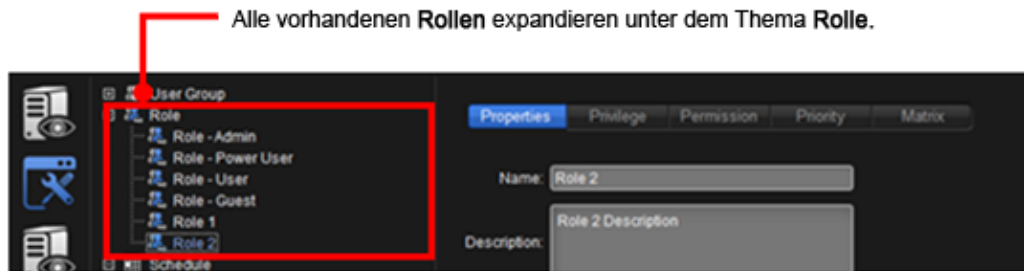 Alle vorhandenen Rollen expandieren unter dem Thema Rolle.
User Group
Role
Role - Admin
Role - Power User
Role - User
Role - Guest
Role 1
Role 2
Schedule
Properties Privilege Permission Priority Matrix
Name: Role 2
Description: Role 2 Description